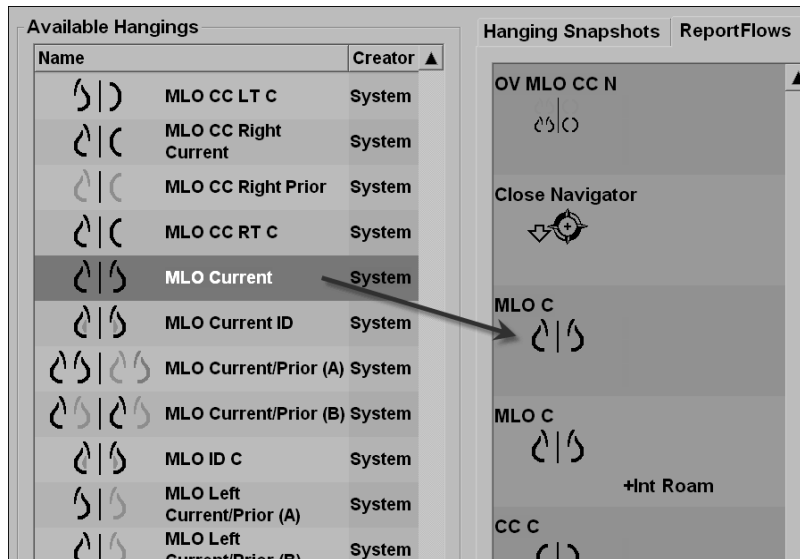 Available Hangings
Name Creator
MLO CC LT C System
MLO CC Right
Current System
MLO CC Right Prior System
MLO CC RT C System
MLO Current System
MLO Current ID System
MLO Current/Prior (A) System
MLO Current/Prior (B) System
MLO ID C System
MLO Left
Current/Prior (A) System
MLO Left
Current/Prior (B) System
Hanging Snapshots ReportFlows
OV MLO CC N
Close Navigator
MLO C
MLO C
+Int Roam
CC C